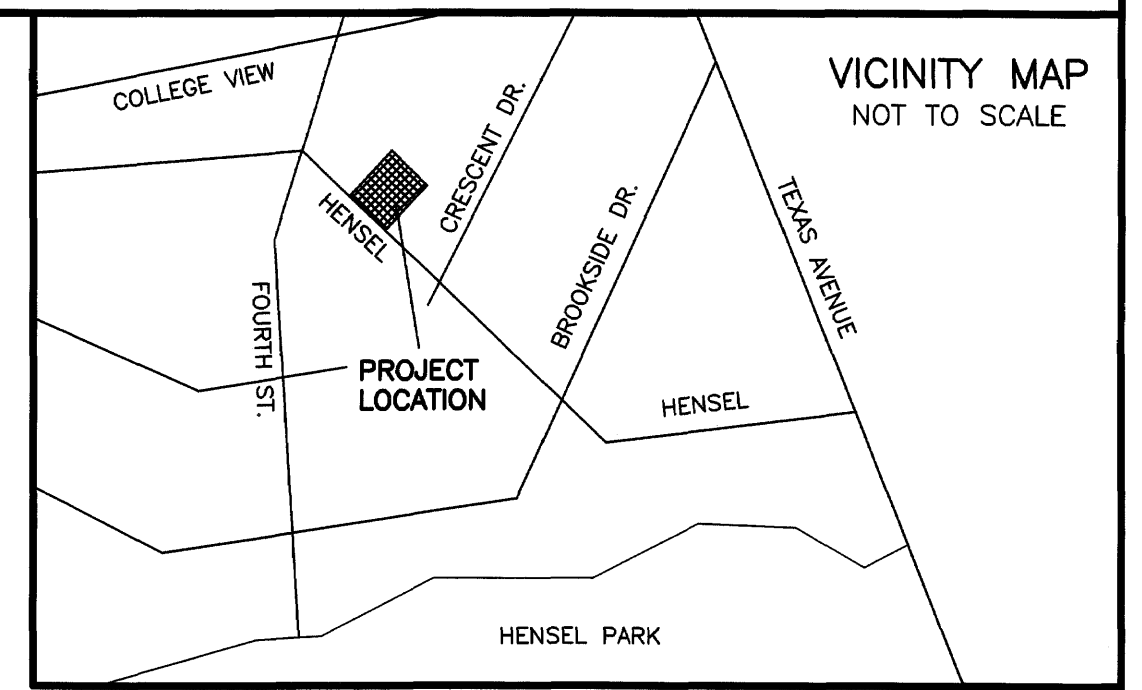 VICINITY MAP
NOT TO SCALE
COLLEGE VIEW
CRESCENT DR.
HENSEL
BROOKSIDE DR.
TEXAS AVENUE
FOURTH ST.
PROJECT
LOCATION
HENSEL
HENSEL PARK